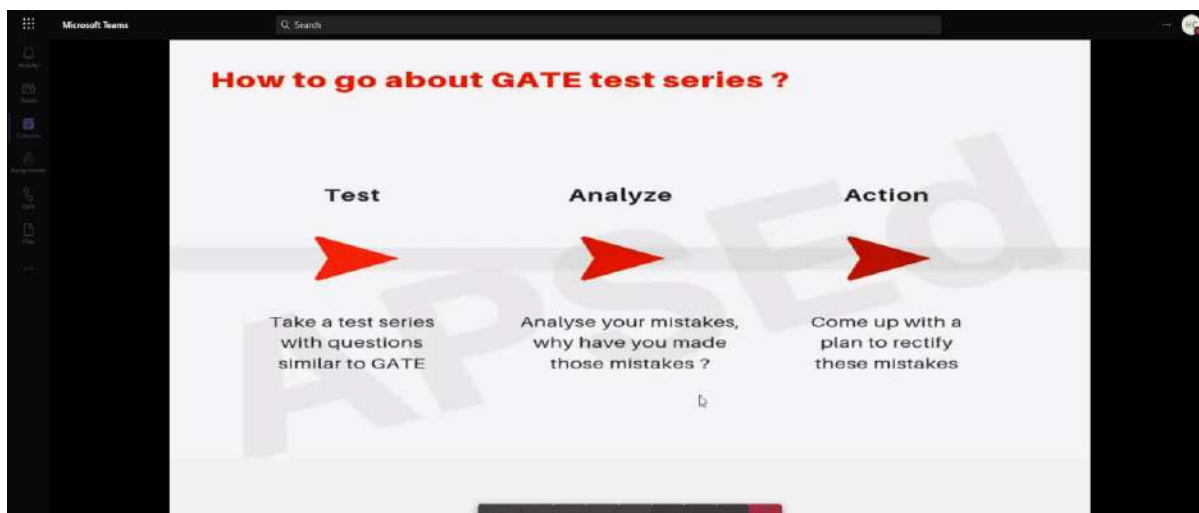 Microsoft Teams
Search
How to go about GATE test series ?
Test
Analyze
Action
Take a test series
with questions
similar to GATE
Analyse your mistakes,
why have you made
those mistakes ?
Come up with a
plan to rectify
these mistakes
APSEd